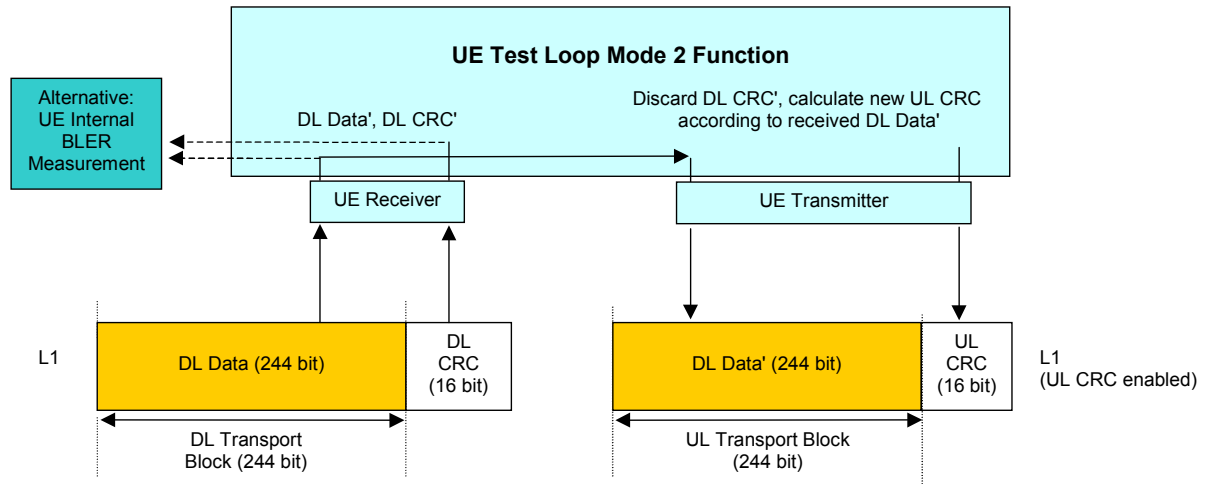 UE Test Loop Mode 2 Function
Alternative:
UE Internal
BLER
Measurement
DL Data', DL CRC'
Discard DL CRC', calculate new UL CRC
according to received DL Data'
UE Receiver
UE Transmitter
L1
DL Data (244 bit)
DL
CRC
(16 bit)
DL Data' (244 bit)
UL
CRC
(16 bit)
L1
(UL CRC enabled)
DL Transport
Block (244 bit)
UL Transport Block
(244 bit)